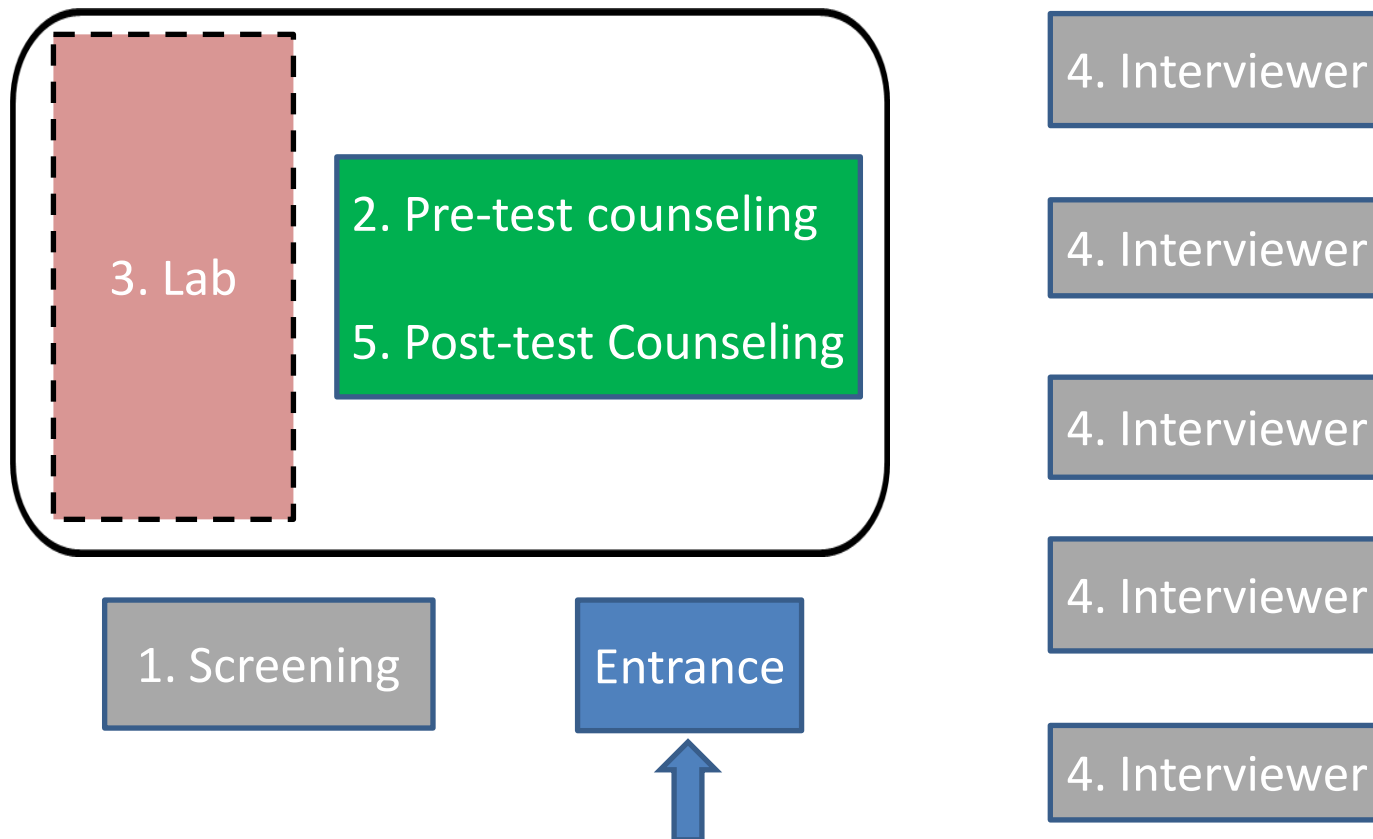 3. Lab
2. Pre-test counseling
5. Post-test Counseling
1. Screening
Entrance
4. Interviewer
4. Interviewer
4. Interviewer
4. Interviewer
4. Interviewer